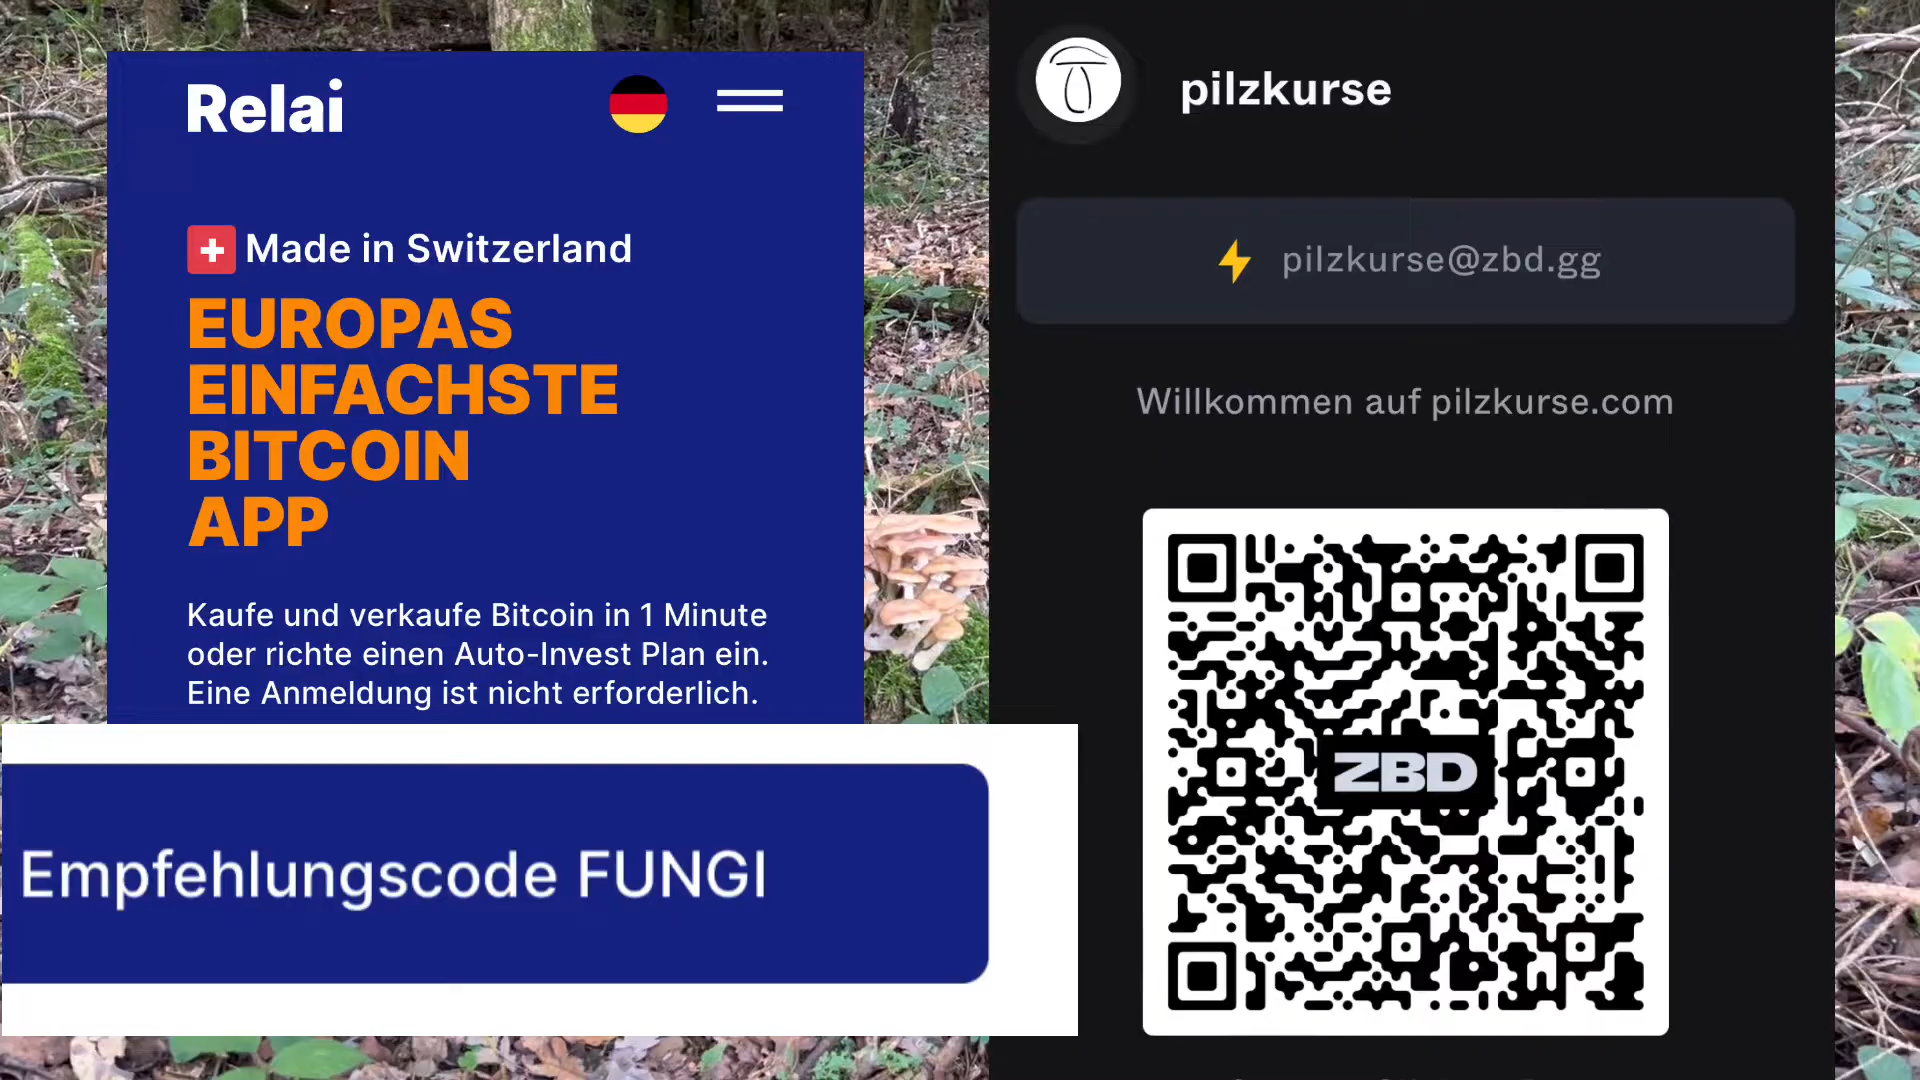 Relai
Made in Switzerland
EUROPAS
EINFACHSTE
BITCOIN
APP
Kaufe und verkaufe Bitcoin in 1 Minute
oder richte einen Auto-Invest Plan ein.
Eine Anmeldung ist nicht erforderlich.
Empfehlungscode FUNGI
pilzkurse
pilzkurse@zbd.gg
Willkommen auf pilzkurse.com
ZBD